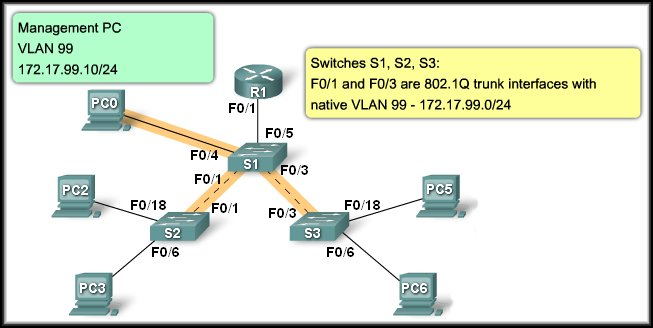 Management PC
VLAN 99
172.17.99.10/24
Switches S1, S2, S3:
F0/1 and F0/3 are 802.1Q trunk interfaces with
native VLAN 99 - 172.17.99.0/24
R1
F0/1
PC0
F0/5
F0/4
S1
F0/1
F0/3
PC2
F0/18
F0/1
S2
F0/6
PC3
F0/3
F0/18
S3
F0/6
PC5
PC6